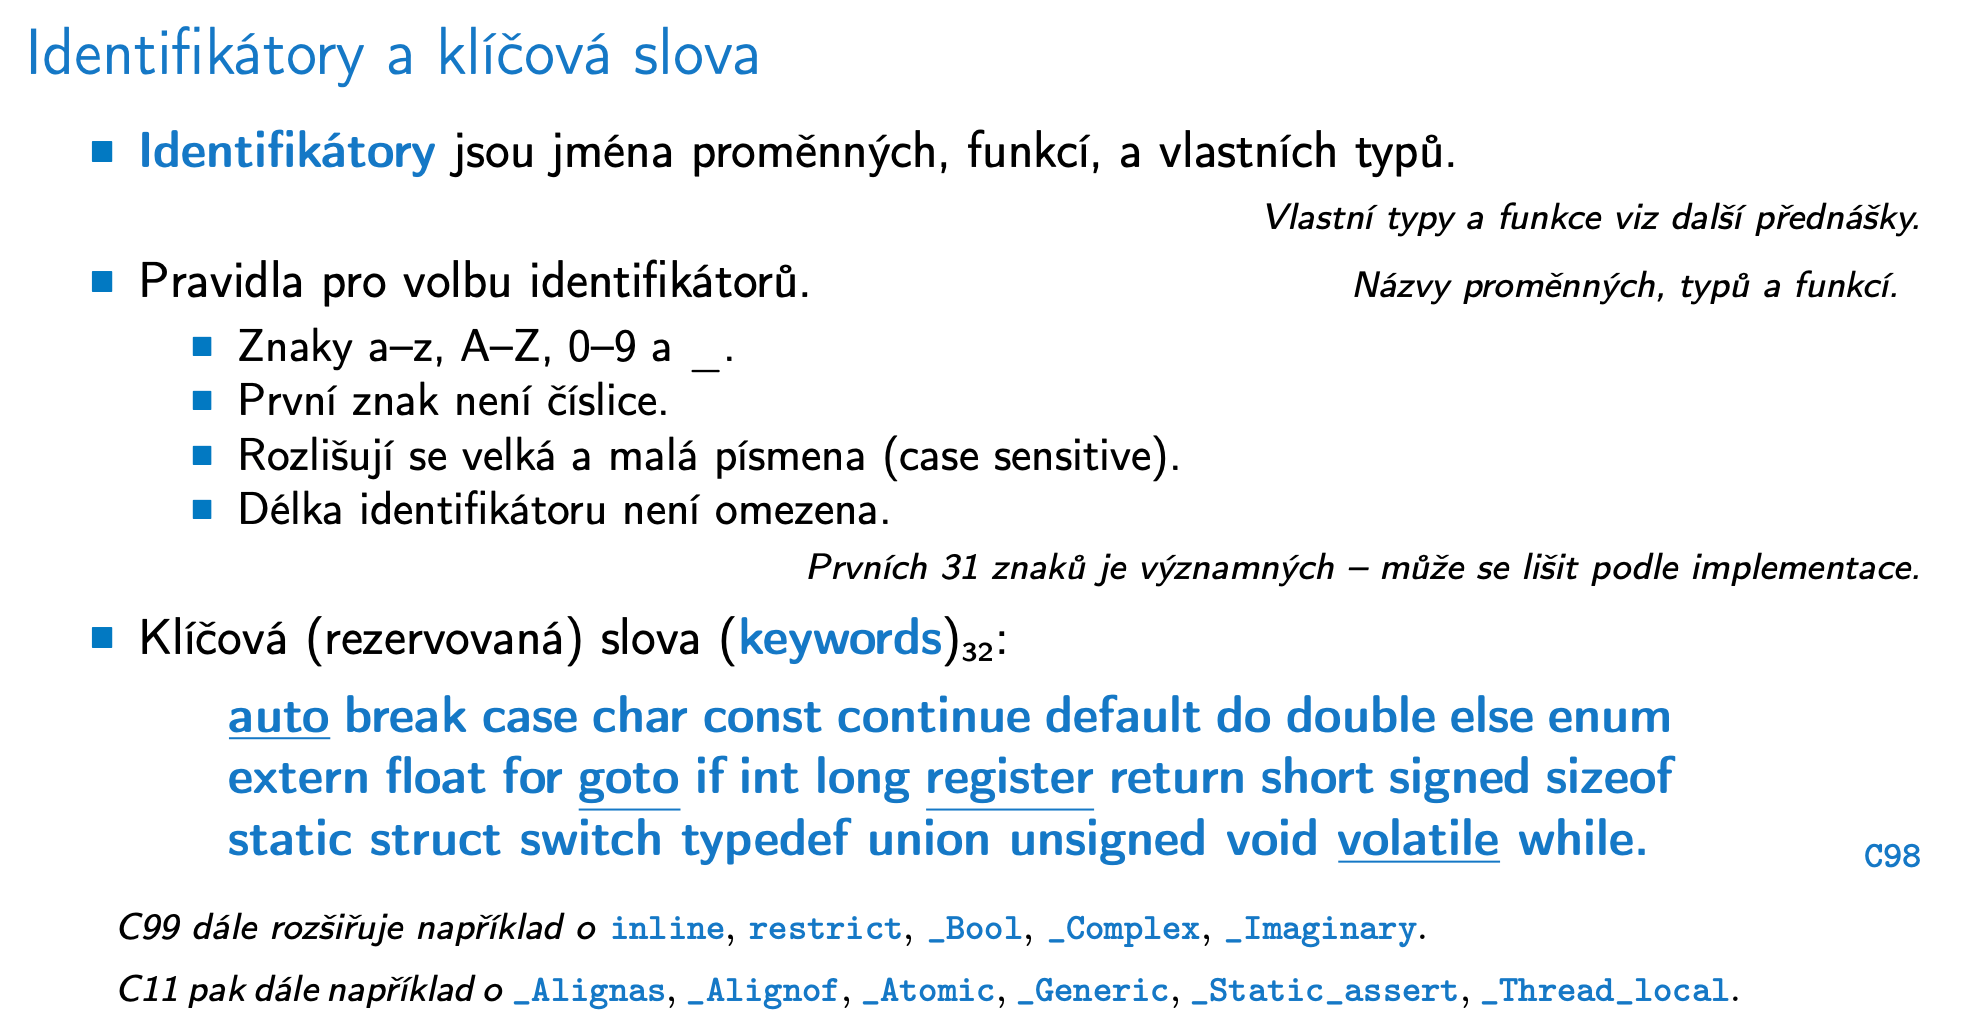 Identifikátory a klíčová slova
Identifikátory jsou jména proměnných, funkcí, a vlastních typů.
Vlastní typy a funkce viz další přednášky.
Pravidla pro volbu identifikátorů.
Názvy proměnných, typů a funkcí.
Znaky a–z, A–Z, 0–9 a _.
První znak není číslice.
Rozlišují se velká a malá písmena (case sensitive).
Délka identifikátoru není omezena.
Prvních 31 znaků je významných – může se lišit podle implementace.
Klíčová (rezervovaná) slova (keywords)32:
auto break case char const continue default do double else enum
extern float for goto if int long register return short signed sizeof
static struct switch typedef union unsigned void volatile while.
C98
C99 dále rozšiřuje například o inline, restrict, _Bool, _Complex, _Imaginary.
C11 pak dále například o _Alignas, _Alignof, _Atomic, _Generic, _Static_assert, _Thread_local.